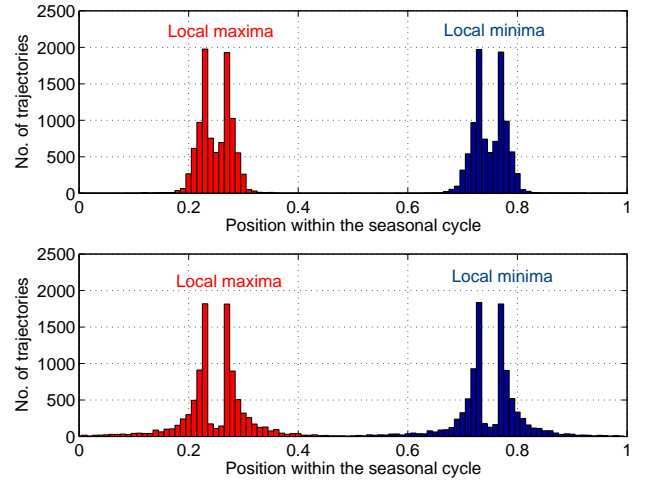 2500
2000
1500
1000
500
0
No. of trajectories
Local maxima
Local minima
0 0.2 0.4 0.6 0.8 1
Position within the seasonal cycle
2500
2000
1500
1000
500
0
No. of trajectories
Local maxima
Local minima
0 0.2 0.4 0.6 0.8 1
Position within the seasonal cycle